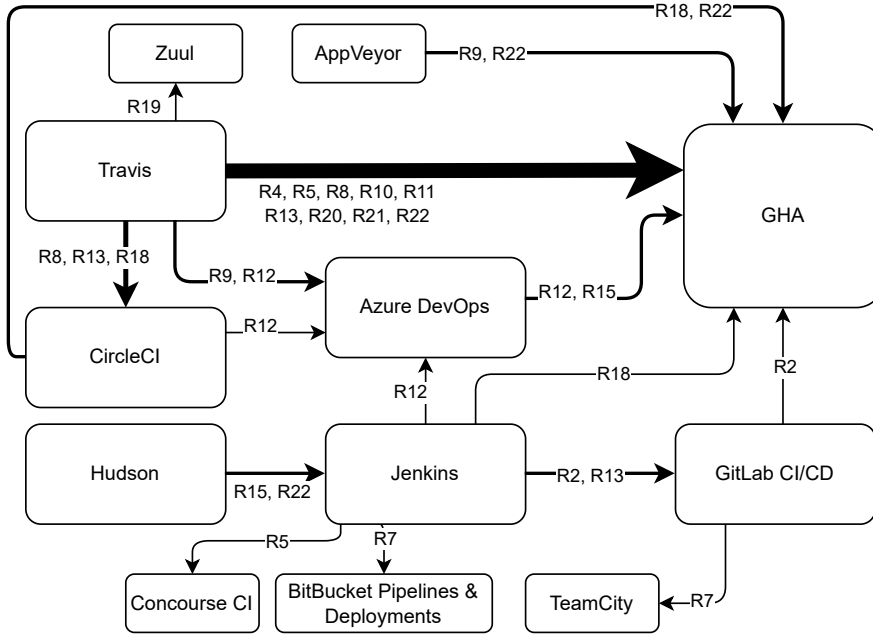 R18, R22
Zuul
AppVeyor
R9, R22
R19
Travis
R4, R5, R8, R10, R11
R13, R20, R21, R22
GHA
R8, R13, R18
R9, R12
Azure DevOps
R12, R15
R12
CircleCI
R12
R18
R2
Hudson
R15, R22
Jenkins
R2, R13
GitLab CI/CD
R5
R7
Concourse CI
BitBucket Pipelines &
Deployments
TeamCity
R7